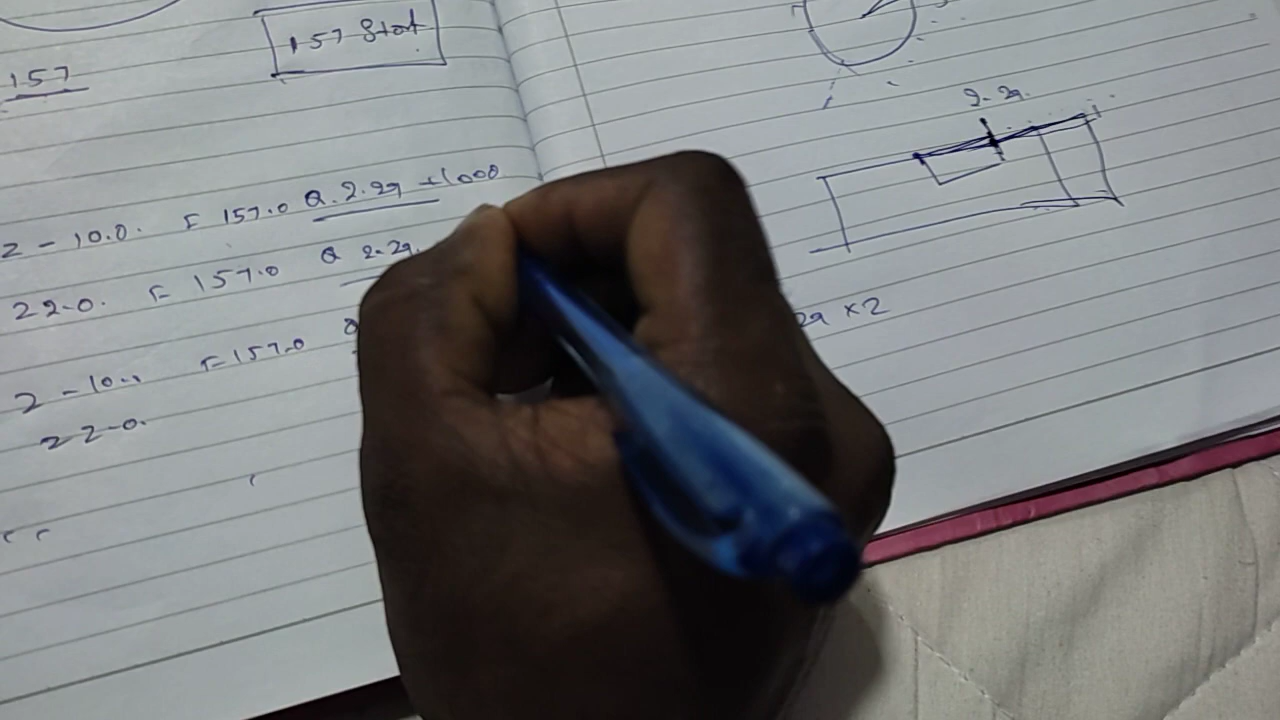 157 Stat
157
2 - 10.0. F 157.0 Q. 2.29 +1000
22-0. F 157.0 Q 2.29.
2 - 10.. F 157.0
22-0.
2.29.
29 x2